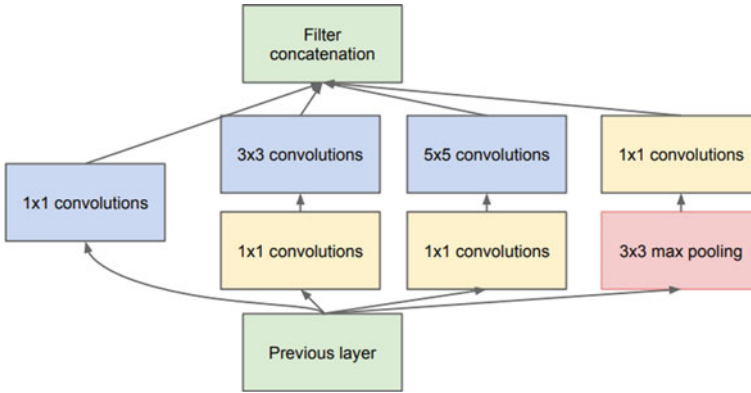 Filter
concatenation
3x3 convolutions
5x5 convolutions
1x1 convolutions
1x1 convolutions
1x1 convolutions
1x1 convolutions
3x3 max pooling
Previous layer